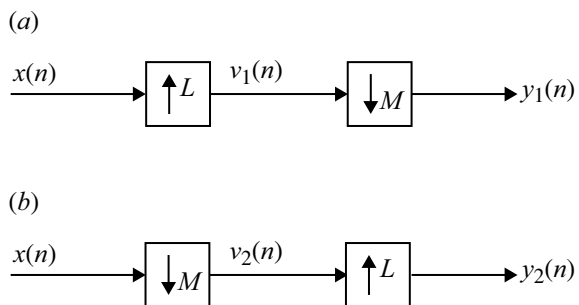 (a)
x(n) ↑L v₁(n) ↓M y₁(n)
(b)
x(n) ↓M v₂(n) ↑L y₂(n)